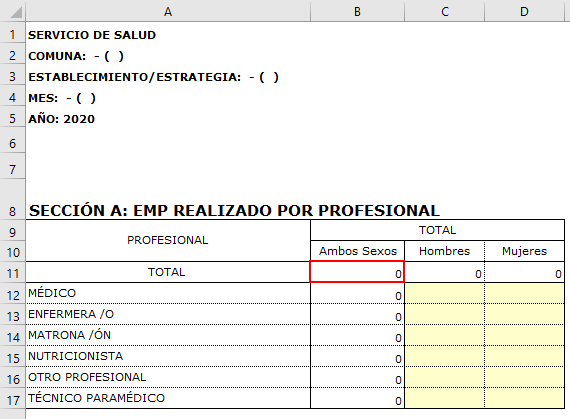 A B C D
1 SERVICIO DE SALUD
2 COMUNA:  - (  )
3 ESTABLECIMIENTO/ESTRATEGIA:  - (  )
4 MES:  - (  )
5 AÑO: 2020
6
7
8 SECCIÓN A: EMP REALIZADO POR PROFESIONAL
9 PROFESIONAL TOTAL
10 Ambos Sexos Hombres Mujeres
11 TOTAL 0 0 0
12 MÉDICO 0
13 ENFERMERA /O 0
14 MATRONA /ÓN 0
15 NUTRICIONISTA 0
16 OTRO PROFESIONAL 0
17 TÉCNICO PARAMÉDICO 0